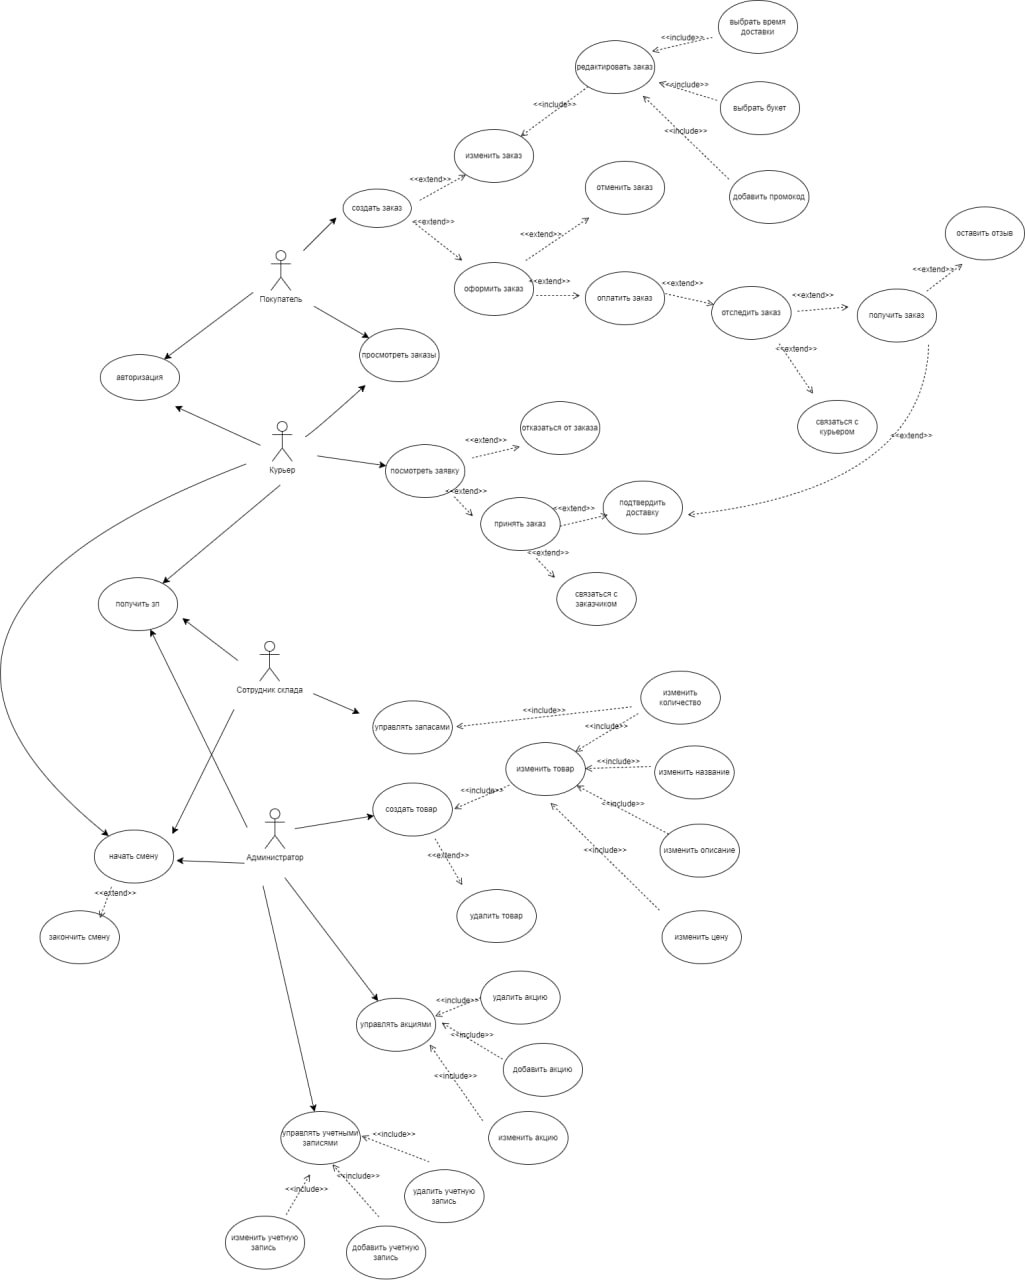 выбрать время
доставки
<<include>>
редактировать заказ
<<include>>
<<include>>
выбрать букет
<<include>>
изменить заказ
<<extend>>
отменить заказ
добавить промокод
создать заказ
<<extend>>
<<extend>>
оставить отзыв
<<extend>>
Покупатель
оформить заказ
<<extend>>
оплатить заказ
<<extend>>
отследить заказ
<<extend>>
получить заказ
<<extend>>
просмотреть заказы
авторизация
связаться с
курьером
<<extend>>
отказаться от заказа
<<extend>>
Курьер
посмотреть заявку
<<extend>>
подтвердить
доставку
<<extend>>
принять заказ
<<extend>>
связаться с
заказчиком
получить зп
Сотрудник склада
изменить
количество
<<include>>
управлять запасами
<<include>>
изменить товар
<<include>>
изменить название
<<include>>
создать товар
<<include>>
<<include>>
изменить описание
Администратор
<<extend>>
начать смену
<<extend>>
удалить товар
закончить смену
изменить цену
удалить акцию
<<include>>
управлять акциями
<<include>>
добавить акцию
<<include>>
изменить акцию
управлять учетными
записями
<<include>>
<<include>>
<<include>>
удалить учетную
запись
изменить учетную
запись
добавить учетную
запись